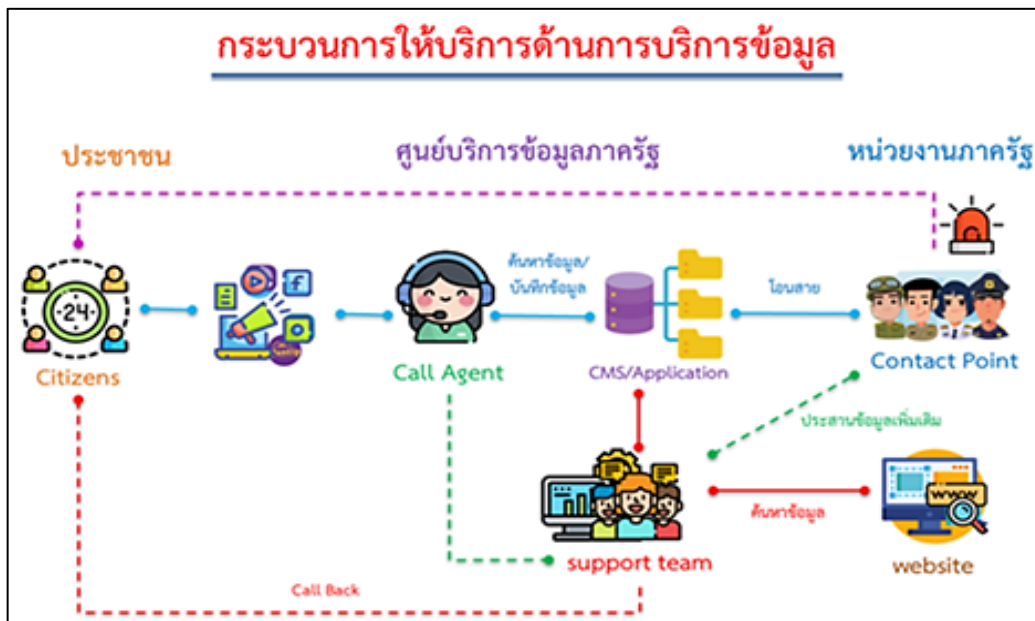 กระบวนการให้บริการด้านการบริการข้อมูล
ประชาชน
ศูนย์บริการข้อมูลภาครัฐ
หน่วยงานภาครัฐ
ค้นหาข้อมูล/
บันทึกข้อมูล
โอนสาย
-24-
Citizens
Call Agent
CMS/Application
Contact Point
ประสานข้อมูลเพิ่มเติม
ค้นหาข้อมูล
www
support team
website
Call Back